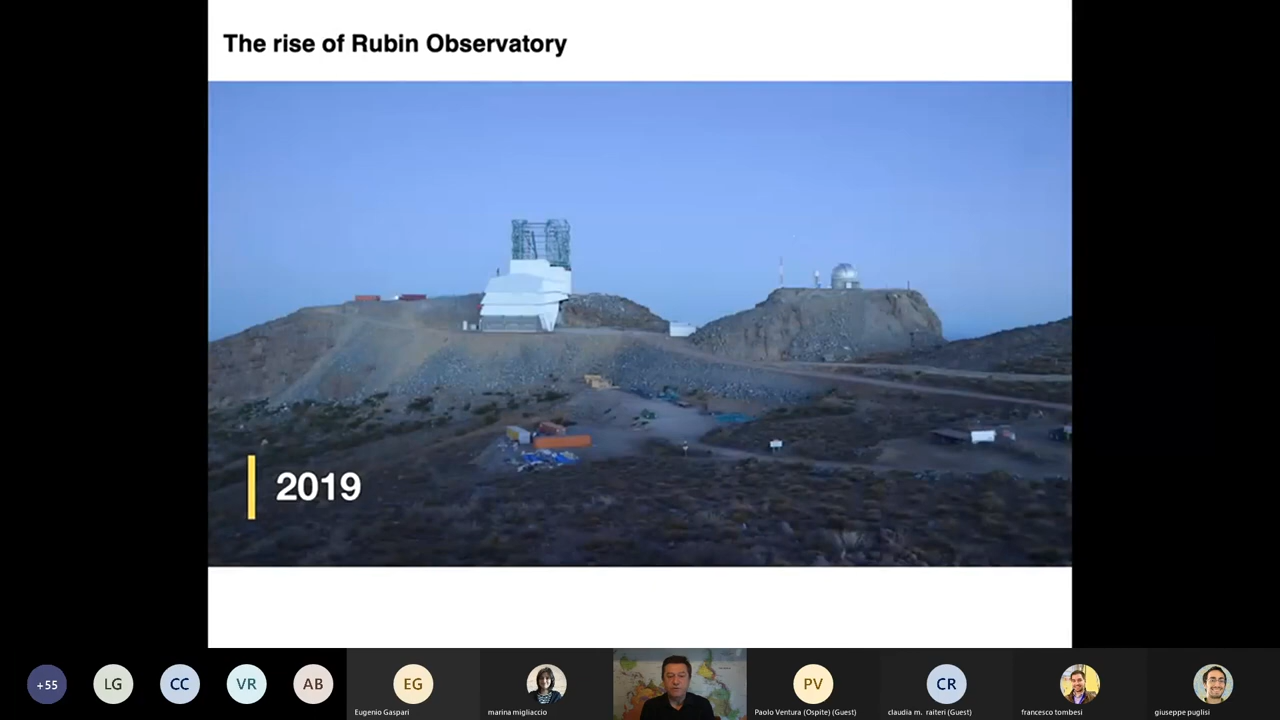 The rise of Rubin Observatory
2019
+55
LG
CC
VR
AB
EG
PV
CR
Eugenio Gaspari
marina migliaccio
Paolo Ventura (Ospite) (Guest)
claudia m. raiteri (Guest)
francesco tombesi
giuseppe puglisi